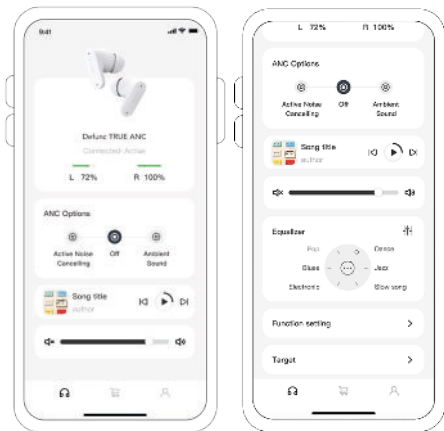 9:41
Defunc TRUE ANC
Connected- Active
L 72%
R 100%
ANC Options
Active Noise
Cancelling
Off
Ambient
Sound
Song title
author
L 72%
R 100%
ANC Options
Active Noise
Cancelling
Off
Ambient
Sound
Song title
author
Equalizer
Pop
Dance
Blues
Jazz
Electronic
Slow song
Function setting
Target